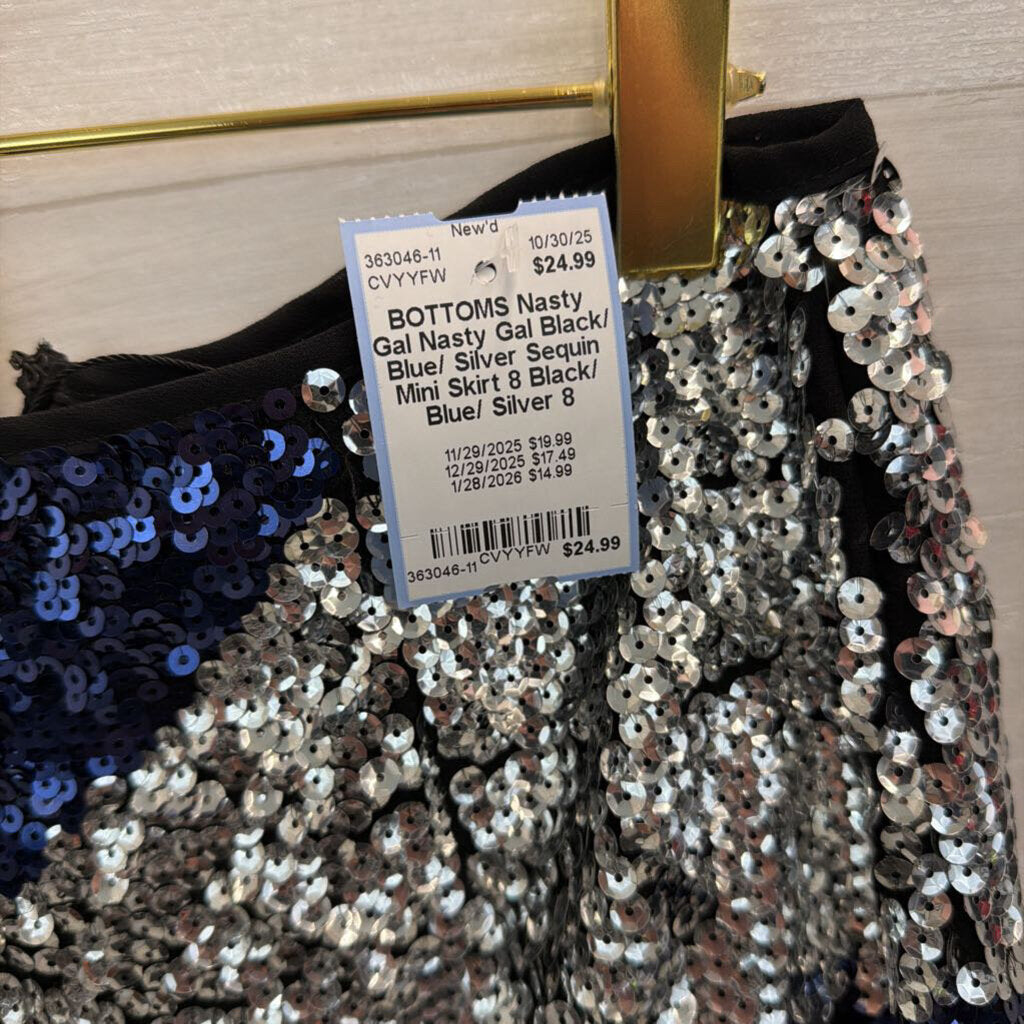 New'd
363046-11 10/30/25
CVYYFW $24.99
BOTTOMS Nasty
Gal Nasty Gal Black/
Blue/ Silver Sequin
Mini Skirt 8 Black/
Blue/ Silver 8
11/29/2025 $19.99
12/29/2025 $17.49
1/28/2026 $14.99
363046-11 CVYYFW $24.99